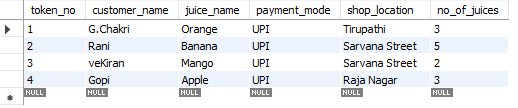 token_no customer_name juice_name payment_mode shop_location no_of_juices
1 G.Chakri Orange UPI Tirupathi 3
2 Rani Banana UPI Sarvana Street 5
3 veKiran Mango UPI Sarvana Street 2
4 Gopi Apple UPI Raja Nagar 3
NULL NULL NULL NULL NULL NULL